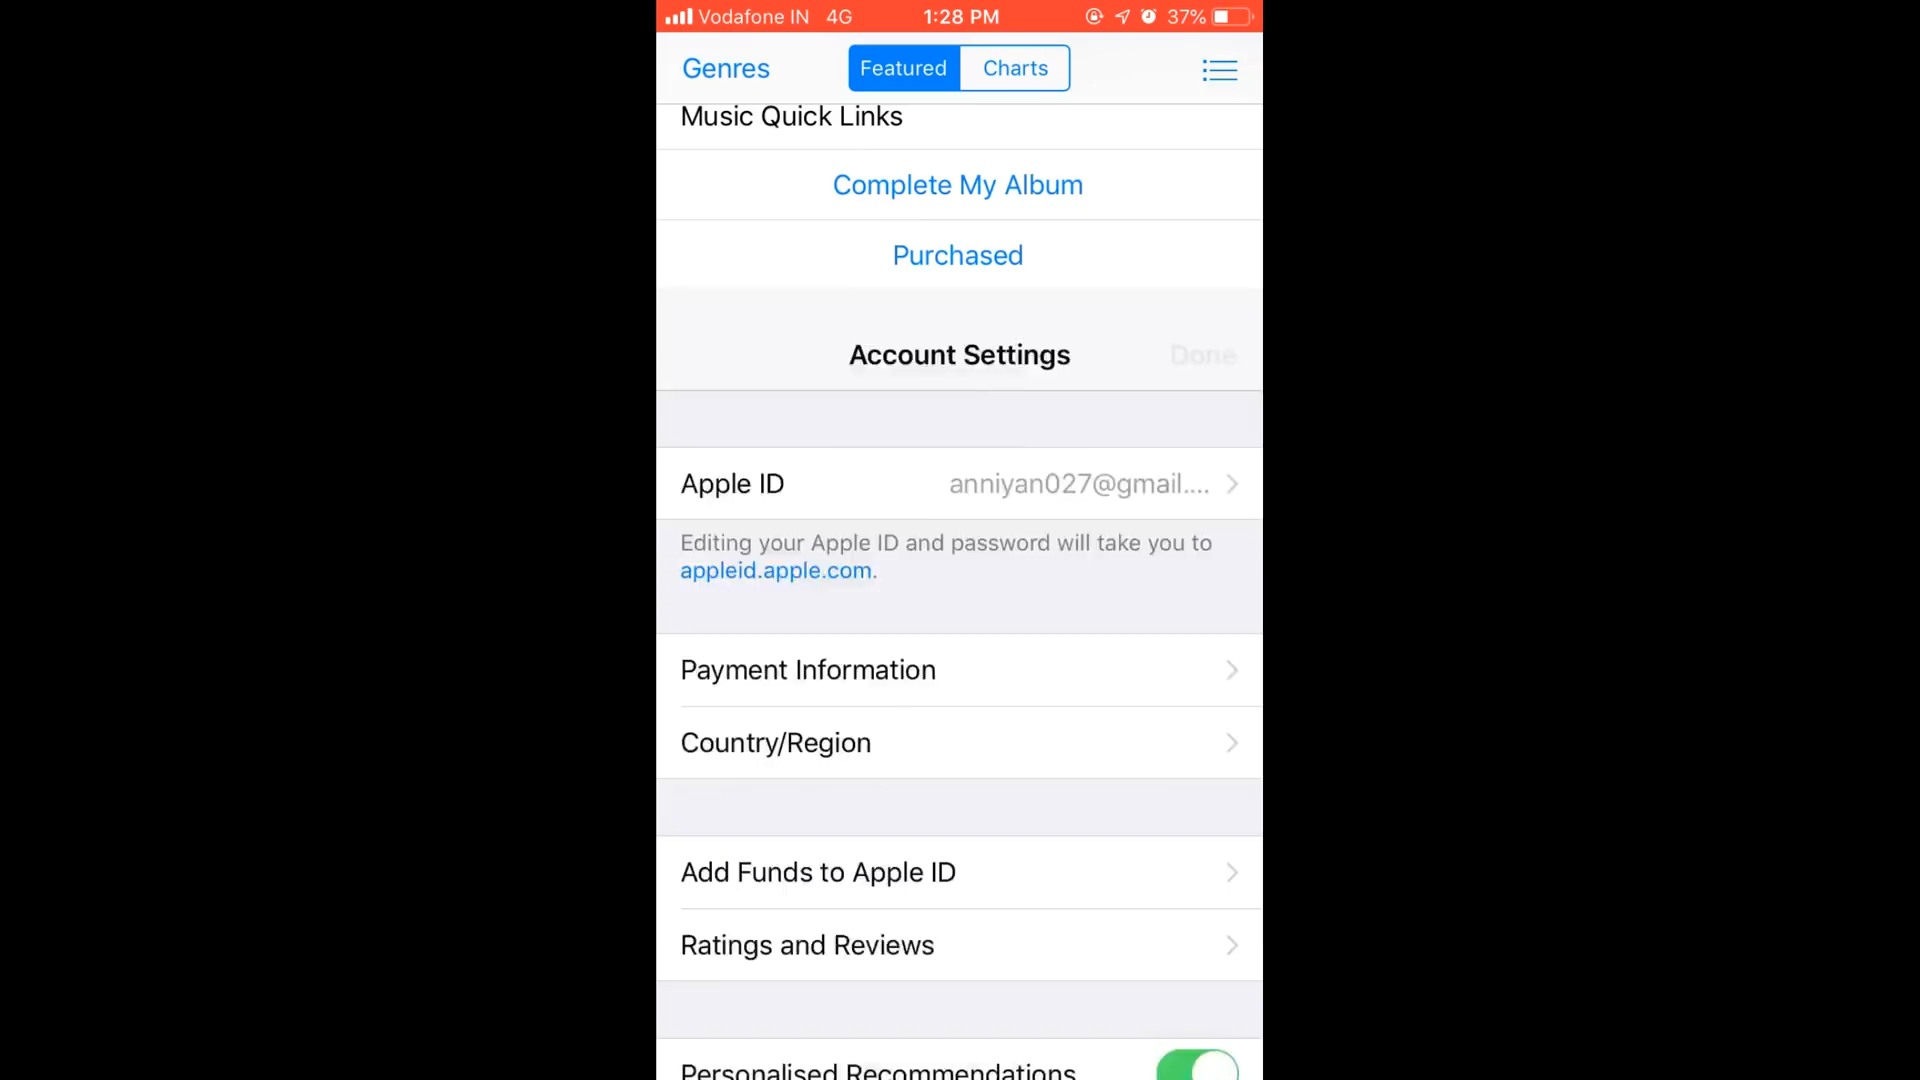 Vodafone IN 4G 1:28 PM 37%
Genres Featured Charts
Music Quick Links
Complete My Album
Purchased
Account Settings Done
Apple ID anniyan027@gmail....
Editing your Apple ID and password will take you to
appleid.apple.com.
Payment Information
Country/Region
Add Funds to Apple ID
Ratings and Reviews
Personalised Recommendations